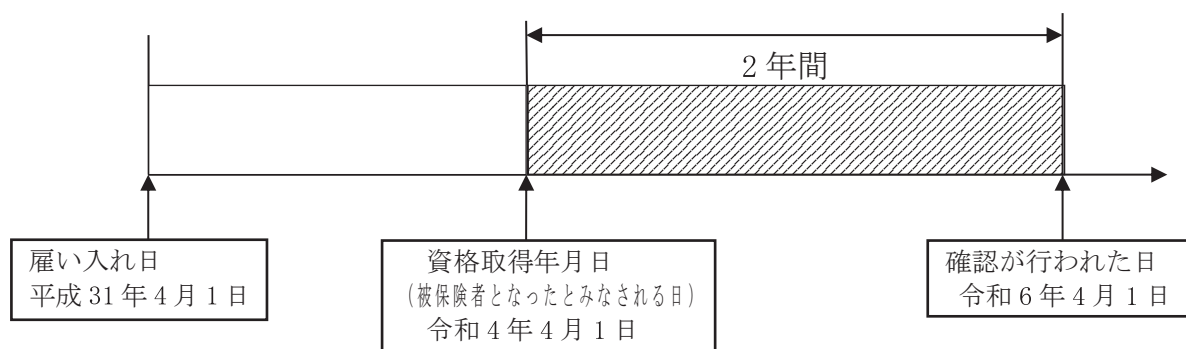 2年間
雇い入れ日
平成31年4月1日
資格取得年月日
(被保険者となったとみなされる日)
令和4年4月1日
確認が行われた日
令和6年4月1日